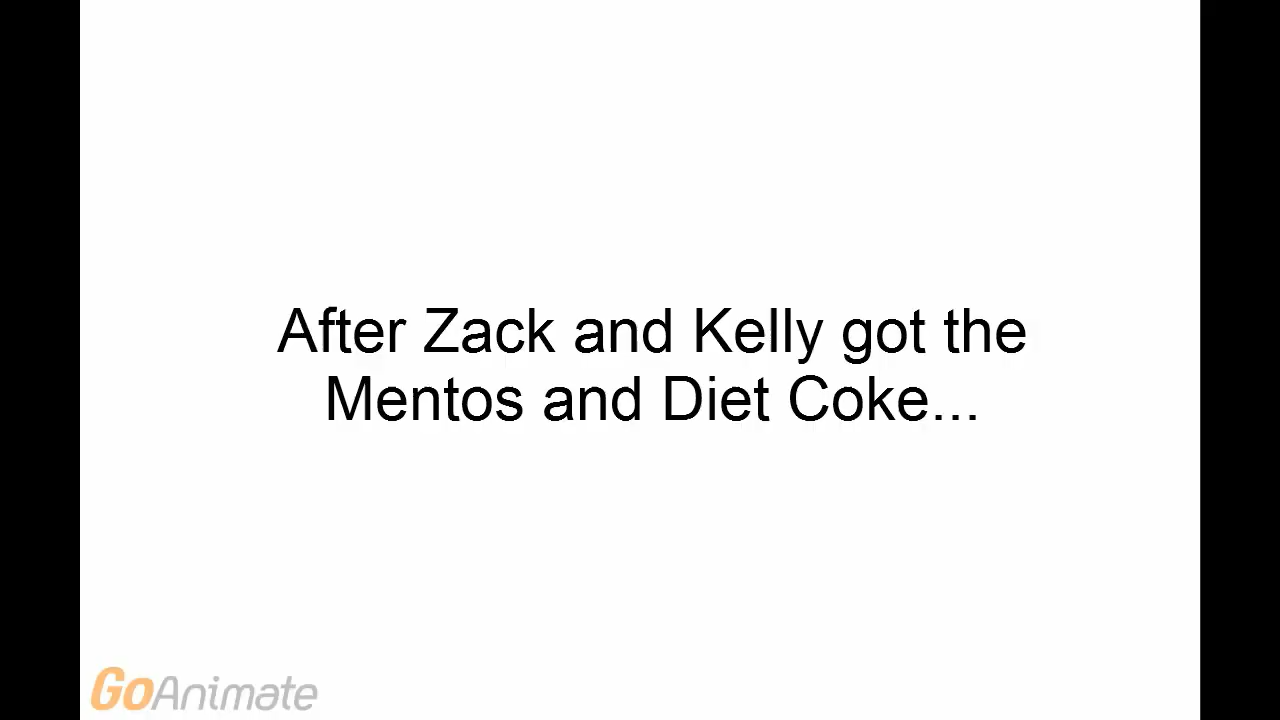 After Zack and Kelly got the
Mentos and Diet Coke...
GoAnimate